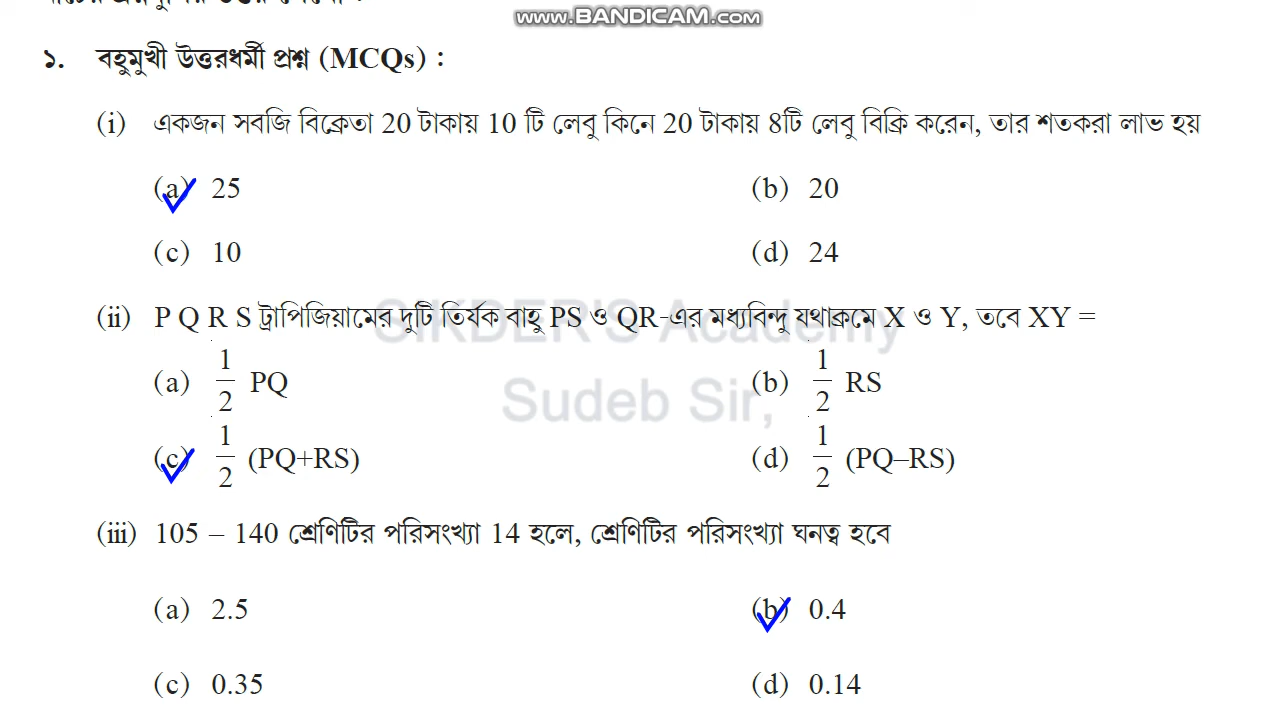 www.BANDICAM.com
১. বহুমুখী উত্তরধর্মী প্রশ্ন (MCQs) :
(i) একজন সবজি বিক্রেতা 20 টাকায় 10 টি লেবু কিনে 20 টাকায় 8টি লেবু বিক্রি করেন, তার শতকরা লাভ হয়
(a) 25 (b) 20
(c) 10 (d) 24
(ii) P Q R S ট্রাপিজিয়ামের দুটি তির্যক বাহু PS ও QR-এর মধ্যবিন্দু যথাক্রমে X ও Y, তবে XY =
SIKDER'S Academy
(a) 1/2 PQ (b) 1/2 RS
Sudeb Sir,
(c) 1/2 (PQ+RS) (d) 1/2 (PQ–RS)
(iii) 105 – 140 শ্রেণিটির পরিসংখ্যা 14 হলে, শ্রেণিটির পরিসংখ্যা ঘনত্ব হবে
(a) 2.5 (b) 0.4
(c) 0.35 (d) 0.14